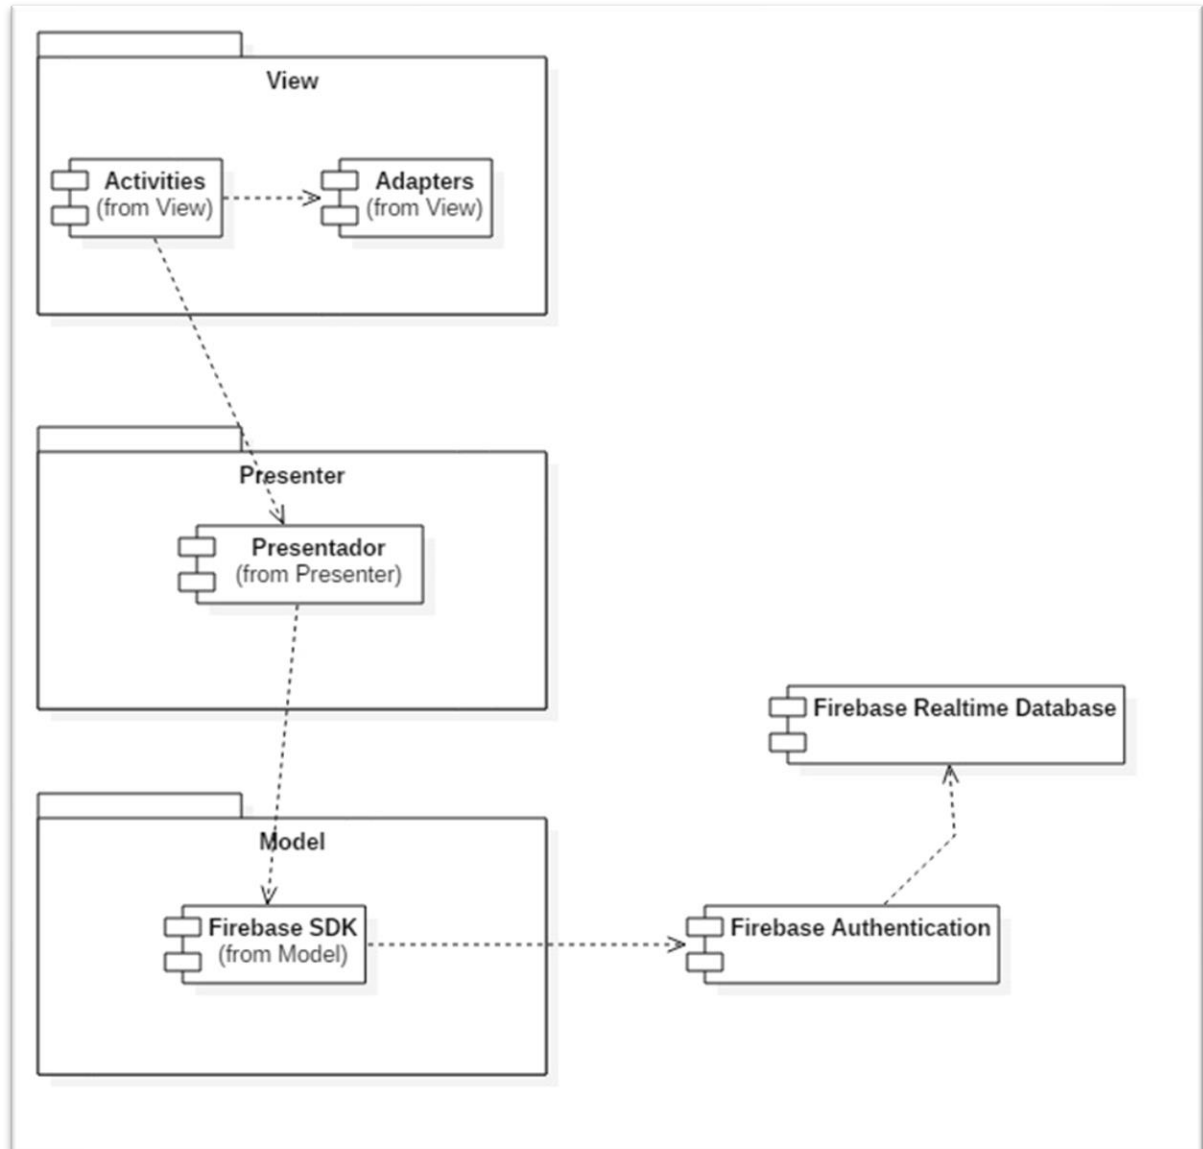 View
Activities
(from View)
Adapters
(from View)
Presenter
Presentador
(from Presenter)
Firebase Realtime Database
Model
Firebase SDK
(from Model)
Firebase Authentication